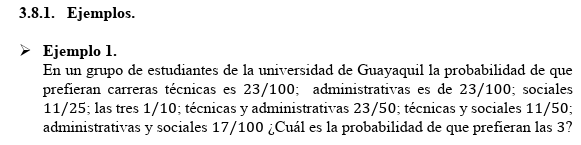 3.8.1. Ejemplos.
➢ Ejemplo 1.
En un grupo de estudiantes de la universidad de Guayaquil la probabilidad de que
prefieran carreras técnicas es 23/100; administrativas es de 23/100; sociales
11/25; las tres 1/10; técnicas y administrativas 23/50; técnicas y sociales 11/50;
administrativas y sociales 17/100 ¿Cuál es la probabilidad de que prefieran las 3?